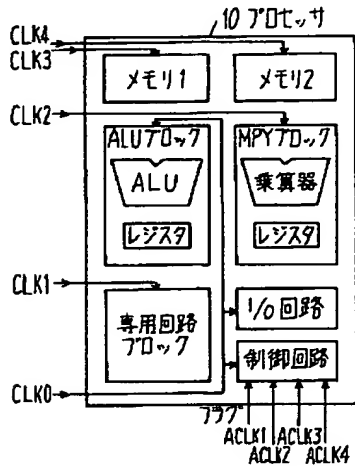 10 プロセッサ
CLK4
CLK3
メモリ1
メモリ2
CLK2
ALUブロック
MPYブロック
ALU
乗算器
レジスタ
レジスタ
CLK1
専用回路
ブロック
I/O回路
制御回路
CLK0
フラグ
ACLK1 ACLK3
ACLK2 ACLK4